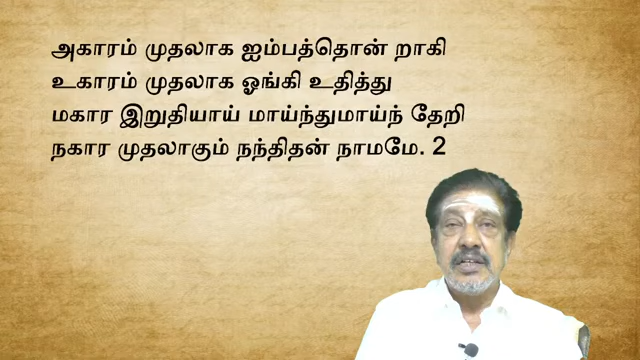 அகாரம் முதலாக ஐம்பத்தொன் றாகி
உகாரம் முதலாக ஓங்கி உதித்து
மகார இறுதியாய் மாய்ந்துமாய்ந் தேறி
நகார முதலாகும் நந்திதன் நாமமே. 2